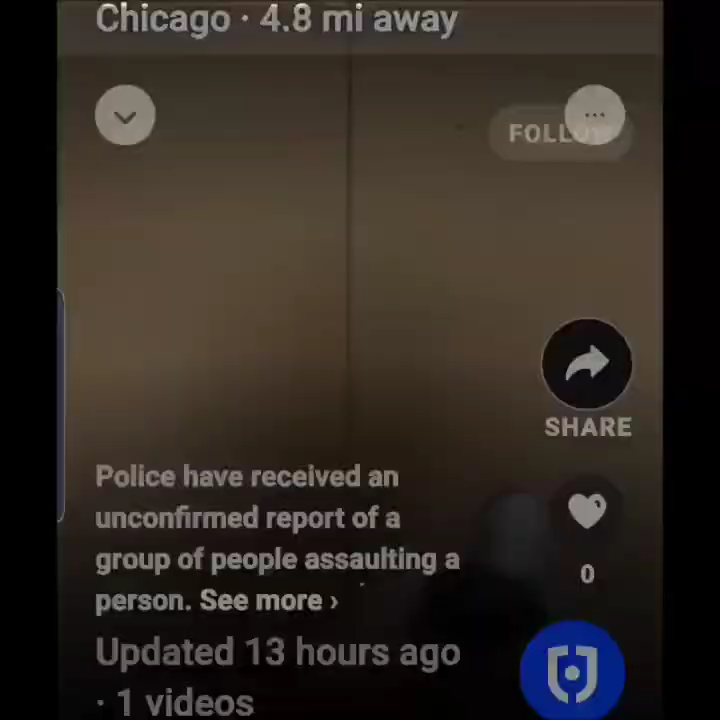 Chicago · 4.8 mi away
FOLLOW
SHARE
Police have received an
unconfirmed report of a
group of people assaulting a
person. See more ›
0
Updated 13 hours ago
· 1 videos